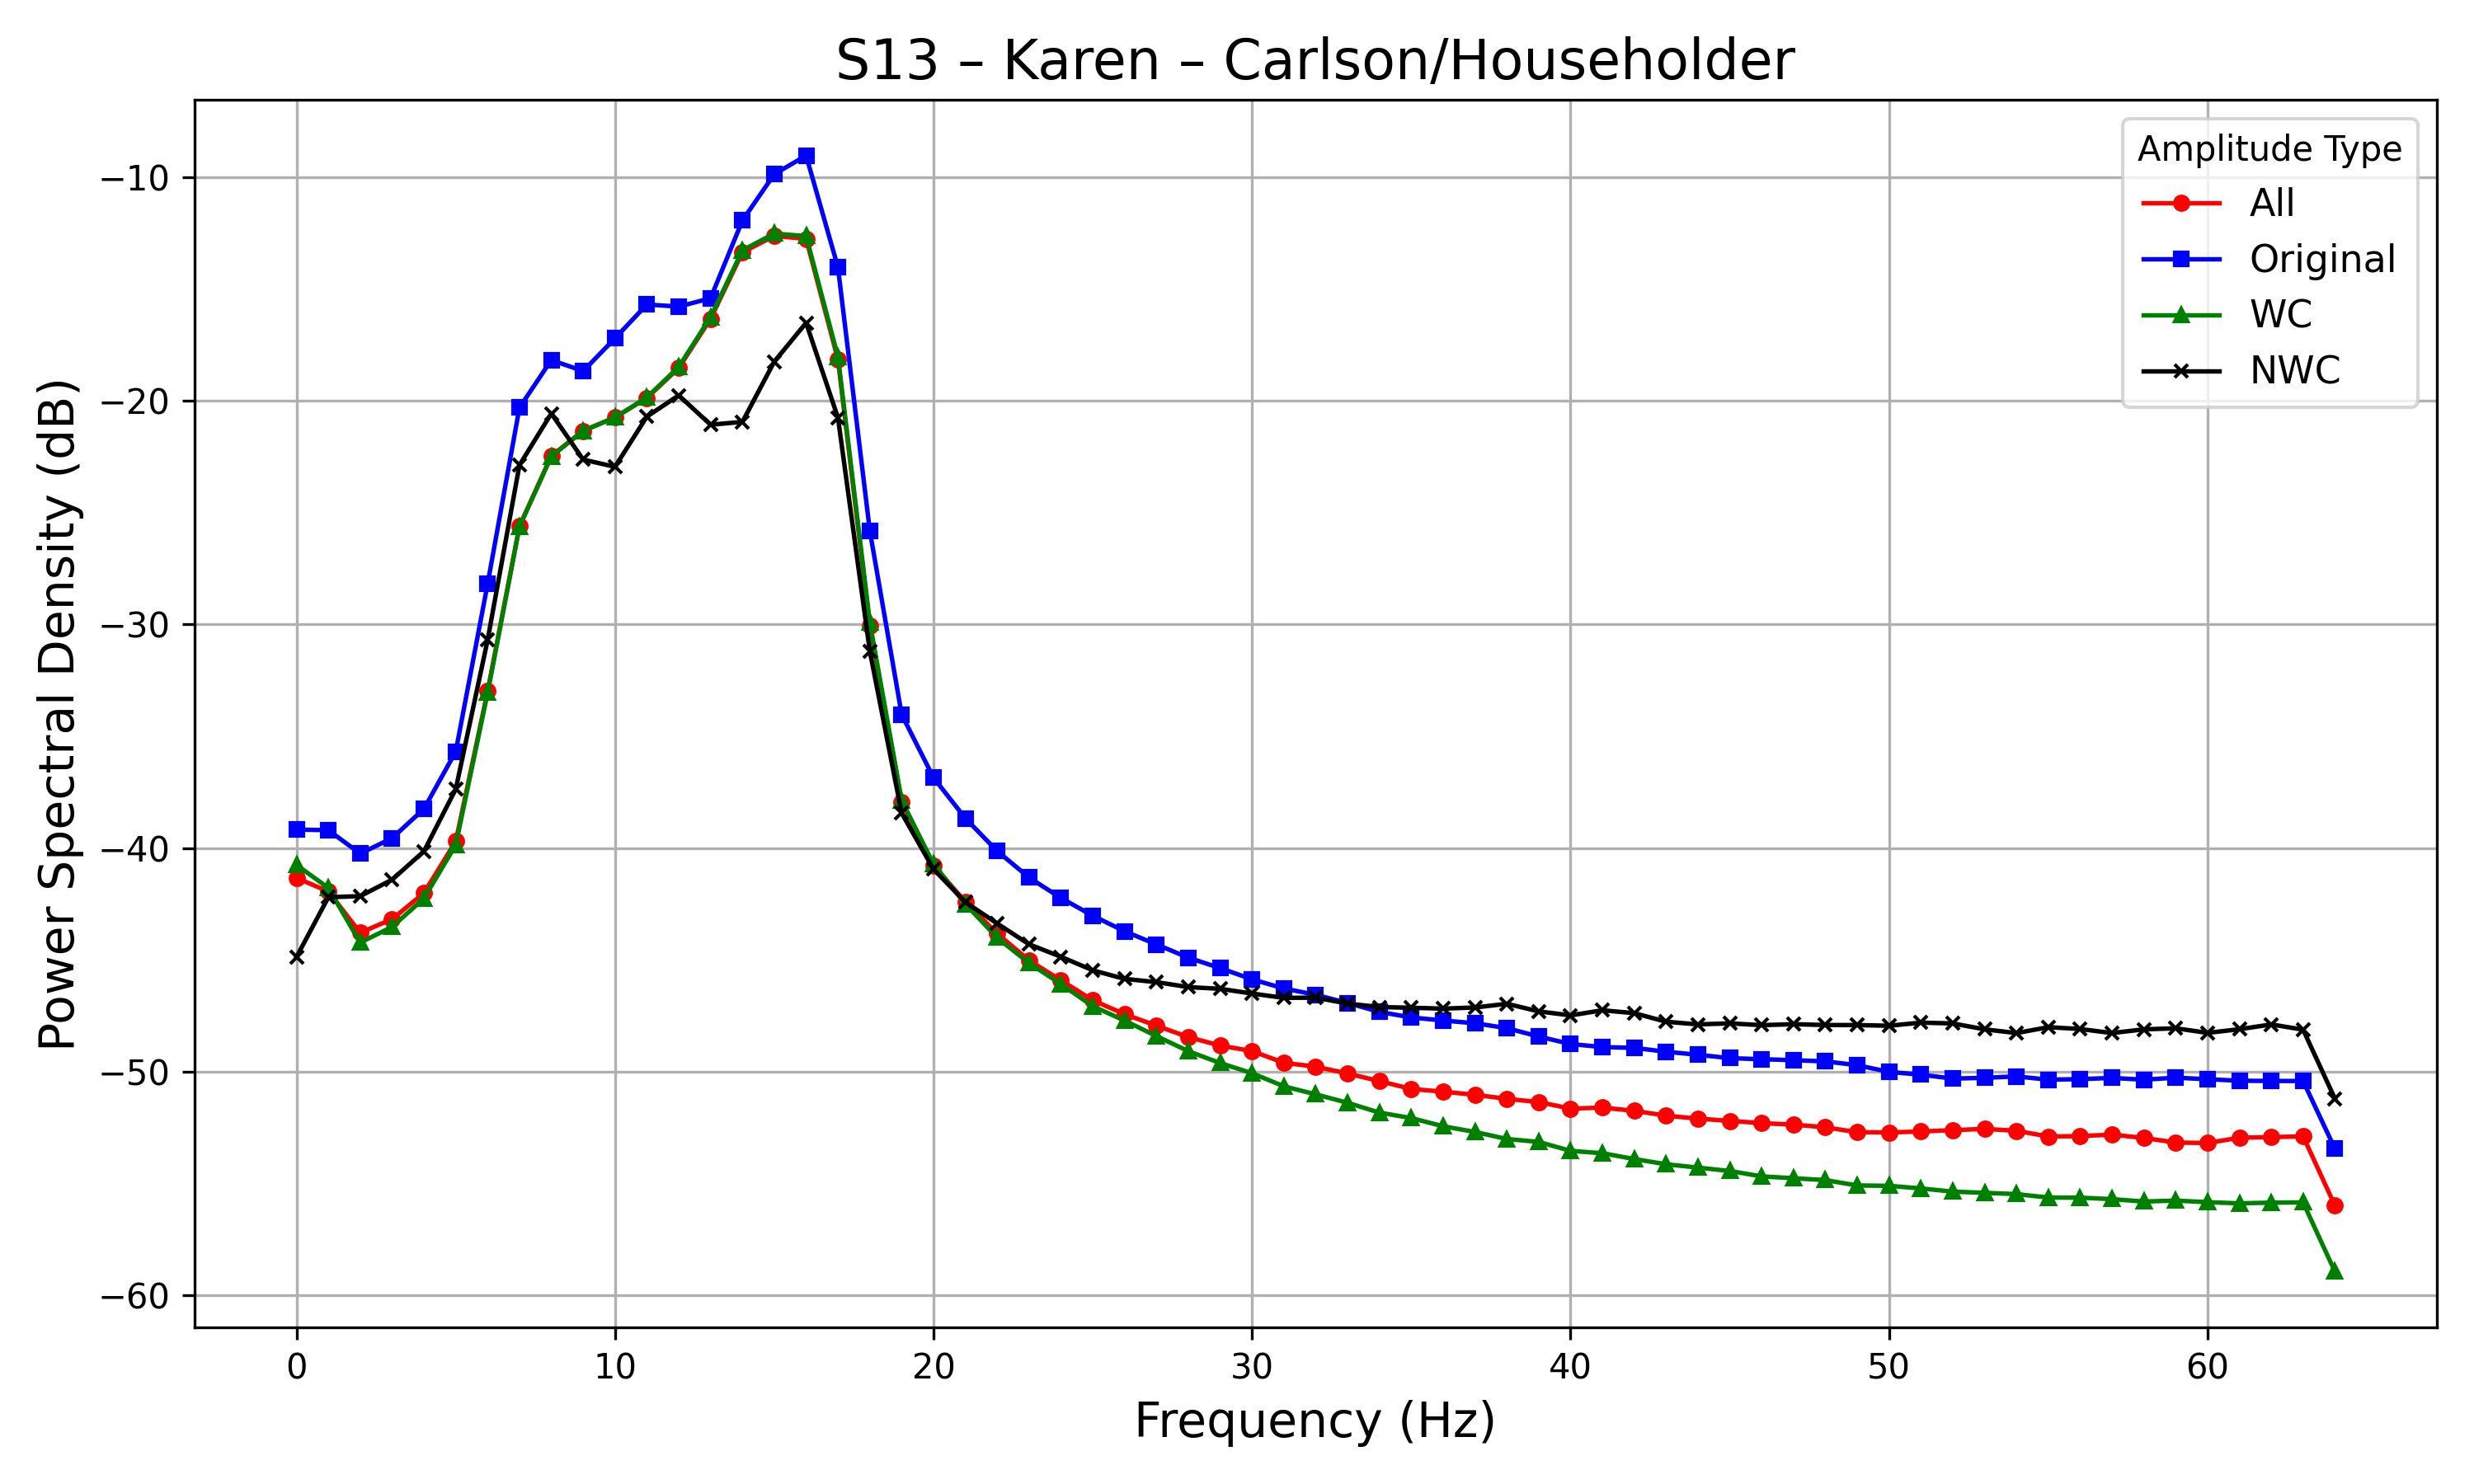 S13 – Karen – Carlson/Householder
Amplitude Type
All
Original
WC
NWC
Power Spectral Density (dB)
−10
−20
−30
−40
−50
−60
0 10 20 30 40 50 60
Frequency (Hz)